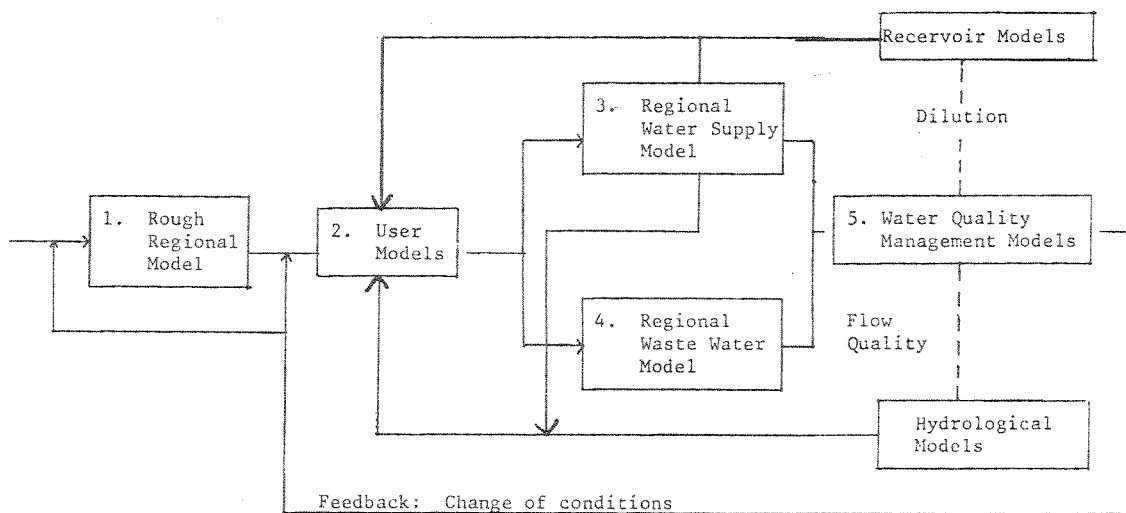 Recervoir Models
3. Regional
Water Supply
Model
Dilution
1. Rough
Regional
Model
2. User
Models
5. Water Quality
Management Models
4. Regional
Waste Water
Model
Flow
Quality
Hydrological
Models
Feedback: Change of conditions